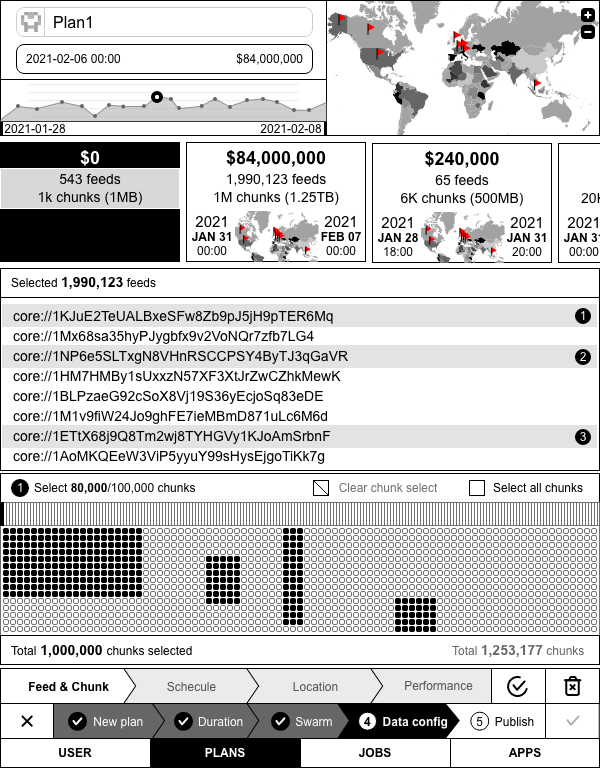 Plan1
2021-02-06 00:00 $84,000,000
2021-01-28 2021-02-08
$0
543 feeds
1k chunks (1MB)
$84,000,000
1,990,123 feeds
1M chunks (1.25TB)
2021
JAN 31
00:00
2021
FEB 07
00:00
$240,000
65 feeds
6K chunks (500MB)
2021
JAN 28
18:00
2021
JAN 31
20:00
20K
2021
JAN 31
00:00
Selected 1,990,123 feeds
core://1KJuE2TeUALBxeSFw8Zb9pJ5jH9pTER6Mq 1
core://1Mx68sa35hyPJygbfx9v2VoNQr7zfb7LG4
core://1NP6e5SLTxgN8VHnRSCCPSY4ByTJ3qGaVR 2
core://1HM7HMBy1sUxxzN57XF3XtJrZwCZhkMewK
core://1BLPzaeG92cSoX8Vj19S36yEcjoSq83eDE
core://1M1v9fiW24Jo9ghFE7ieMBmD871uLc6M6d
core://1ETtX68j9Q8Tm2wj8TYHGVy1KJoAmSrbnF 3
core://1AoMKQEeW3ViP5yyuY99sHysEjgoTiKk7g
1 Select 80,000/100,000 chunks Clear chunk select Select all chunks
Total 1,000,000 chunks selected Total 1,253,177 chunks
Feed & Chunk Schecule Location Performance
New plan Duration Swarm 4 Data config 5 Publish
USER PLANS JOBS APPS